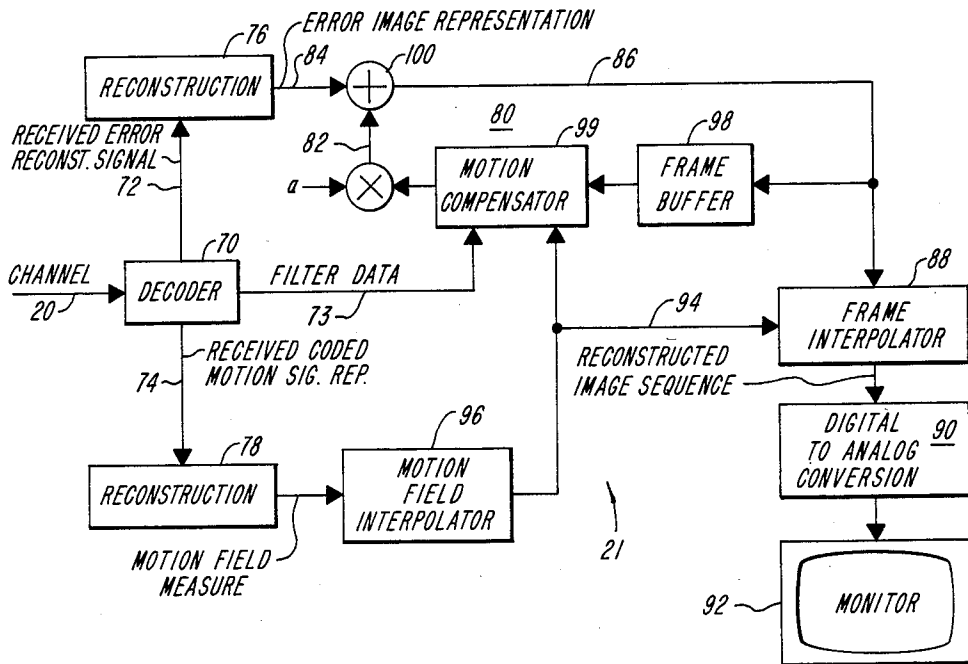 76
ERROR IMAGE REPRESENTATION
84
100
86
RECONSTRUCTION
+
RECEIVED ERROR
RECONST. SIGNAL
72
82
80
99
98
a
×
MOTION
COMPENSATOR
FRAME
BUFFER
70
88
CHANNEL
20
DECODER
FILTER DATA
73
94
FRAME
INTERPOLATOR
74
RECEIVED CODED
MOTION SIG. REP.
RECONSTRUCTED
IMAGE SEQUENCE
78
96
DIGITAL
TO ANALOG
CONVERSION
90
RECONSTRUCTION
MOTION
FIELD
INTERPOLATOR
21
MOTION FIELD
MEASURE
92
MONITOR